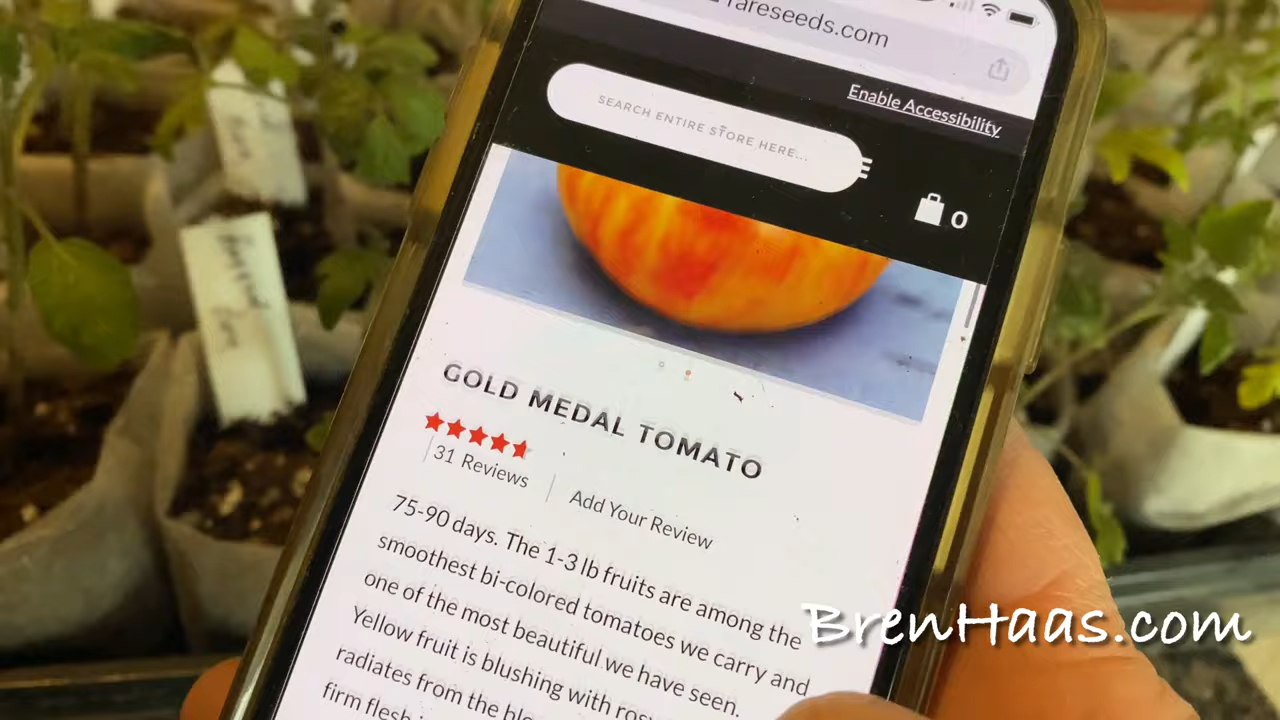 rareseeds.com
Enable Accessibility
SEARCH ENTIRE STORE HERE...
0
GOLD MEDAL TOMATO
31 Reviews
Add Your Review
75-90 days. The 1-3 lb fruits are among the
smoothest bi-colored tomatoes we carry and
one of the most beautiful we have seen.
Yellow fruit is blushing with
radiates from the
firm
BrenHaas.com